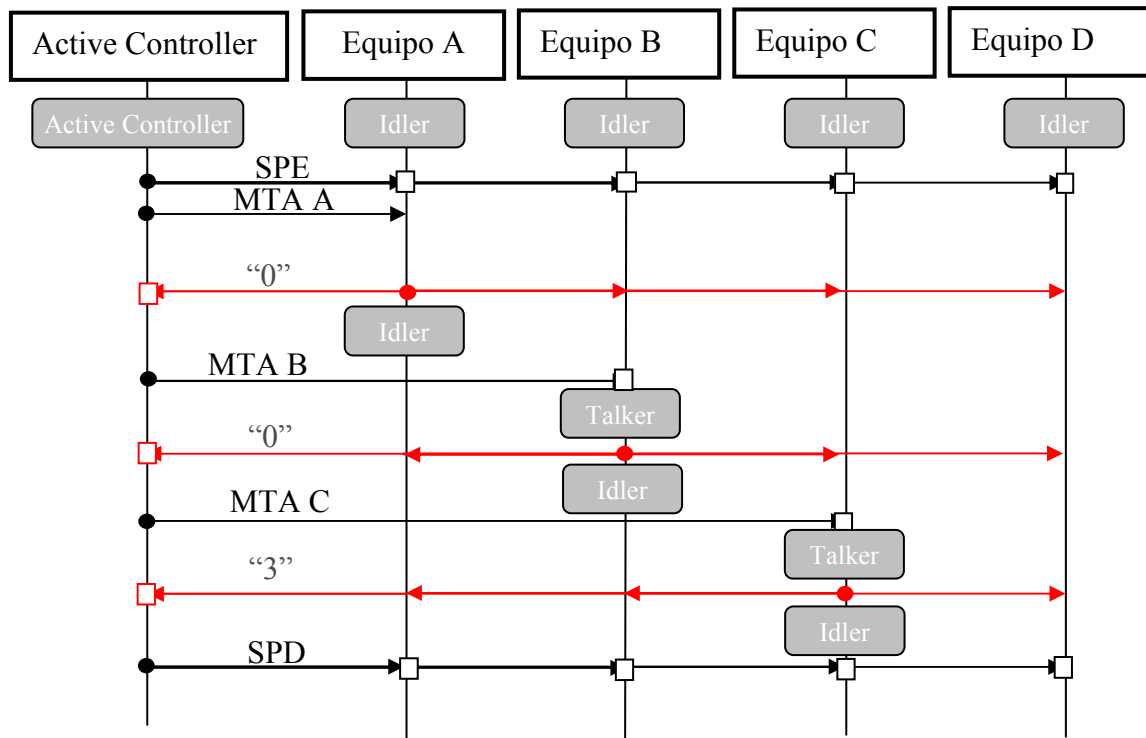 Active Controller
Equipo A
Equipo B
Equipo C
Equipo D
Active Controller
Idler
Idler
Idler
Idler
SPE
MTA A
“0”
Idler
MTA B
Talker
“0”
Idler
MTA C
Talker
“3”
Idler
SPD